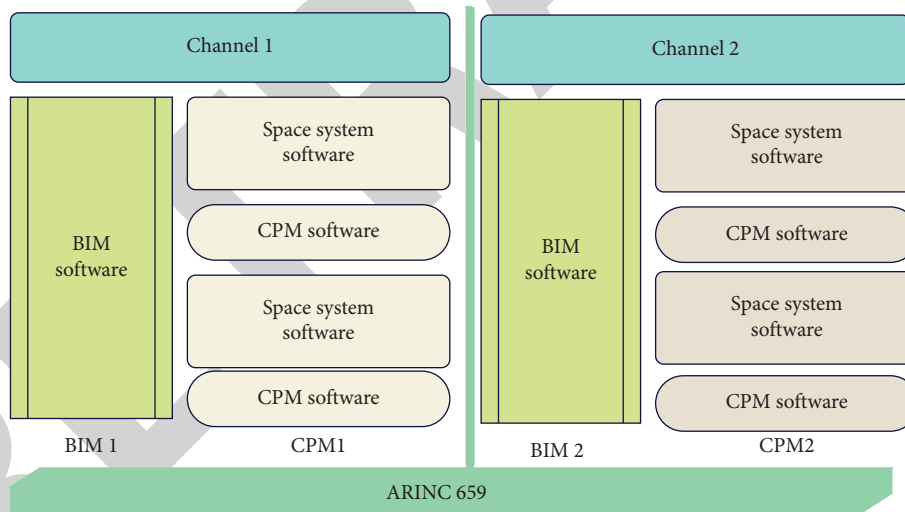 Channel 1
Channel 2
BIM
software
Space system
software
CPM software
Space system
software
CPM software
BIM 1
CPM1
BIM
software
Space system
software
CPM software
Space system
software
CPM software
BIM 2
CPM2
ARINC 659